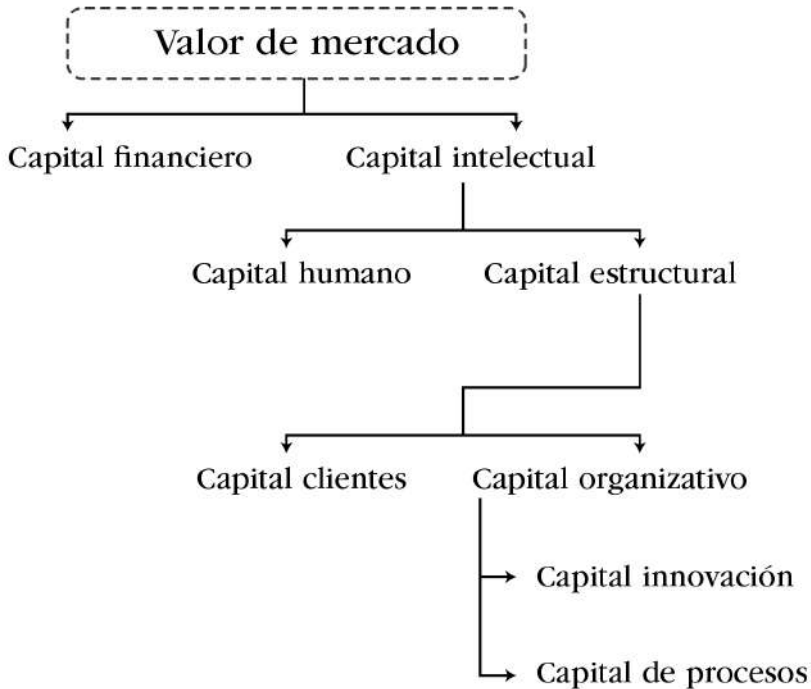 Valor de mercado
Capital financiero
Capital intelectual
Capital humano
Capital estructural
Capital clientes
Capital organizativo
Capital innovación
Capital de procesos